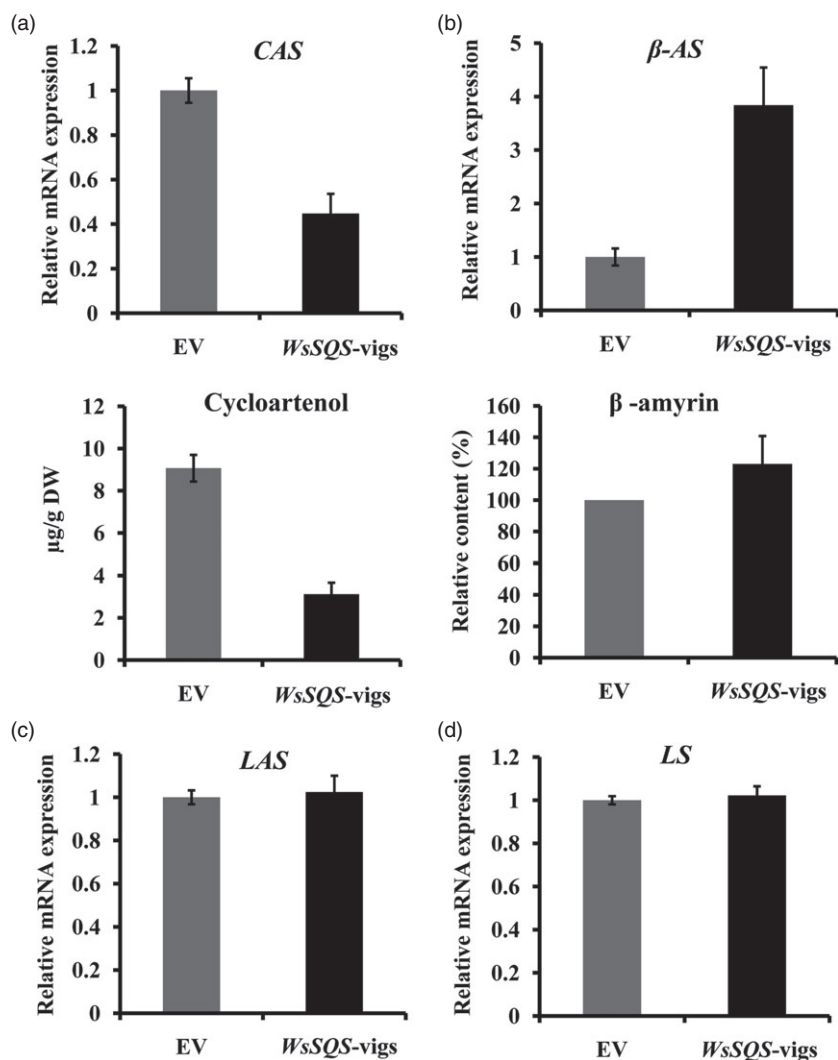 (a)
CAS
Relative mRNA expression
1.2
1
0.8
0.6
0.4
0.2
0
EV
WsSQS-vigs
(b)
β-AS
Relative mRNA expression
5
4
3
2
1
0
EV
WsSQS-vigs
Cycloartenol
µg/g DW
12
10
8
6
4
2
0
EV
WsSQS-vigs
β -amyrin
Relative content (%)
160
140
120
100
80
60
40
20
0
EV
WsSQS-vigs
(c)
LAS
Relative mRNA expression
1.2
1
0.8
0.6
0.4
0.2
0
EV
WsSQS-vigs
(d)
LS
Relative mRNA expression
1.2
1
0.8
0.6
0.4
0.2
0
EV
WsSQS-vigs